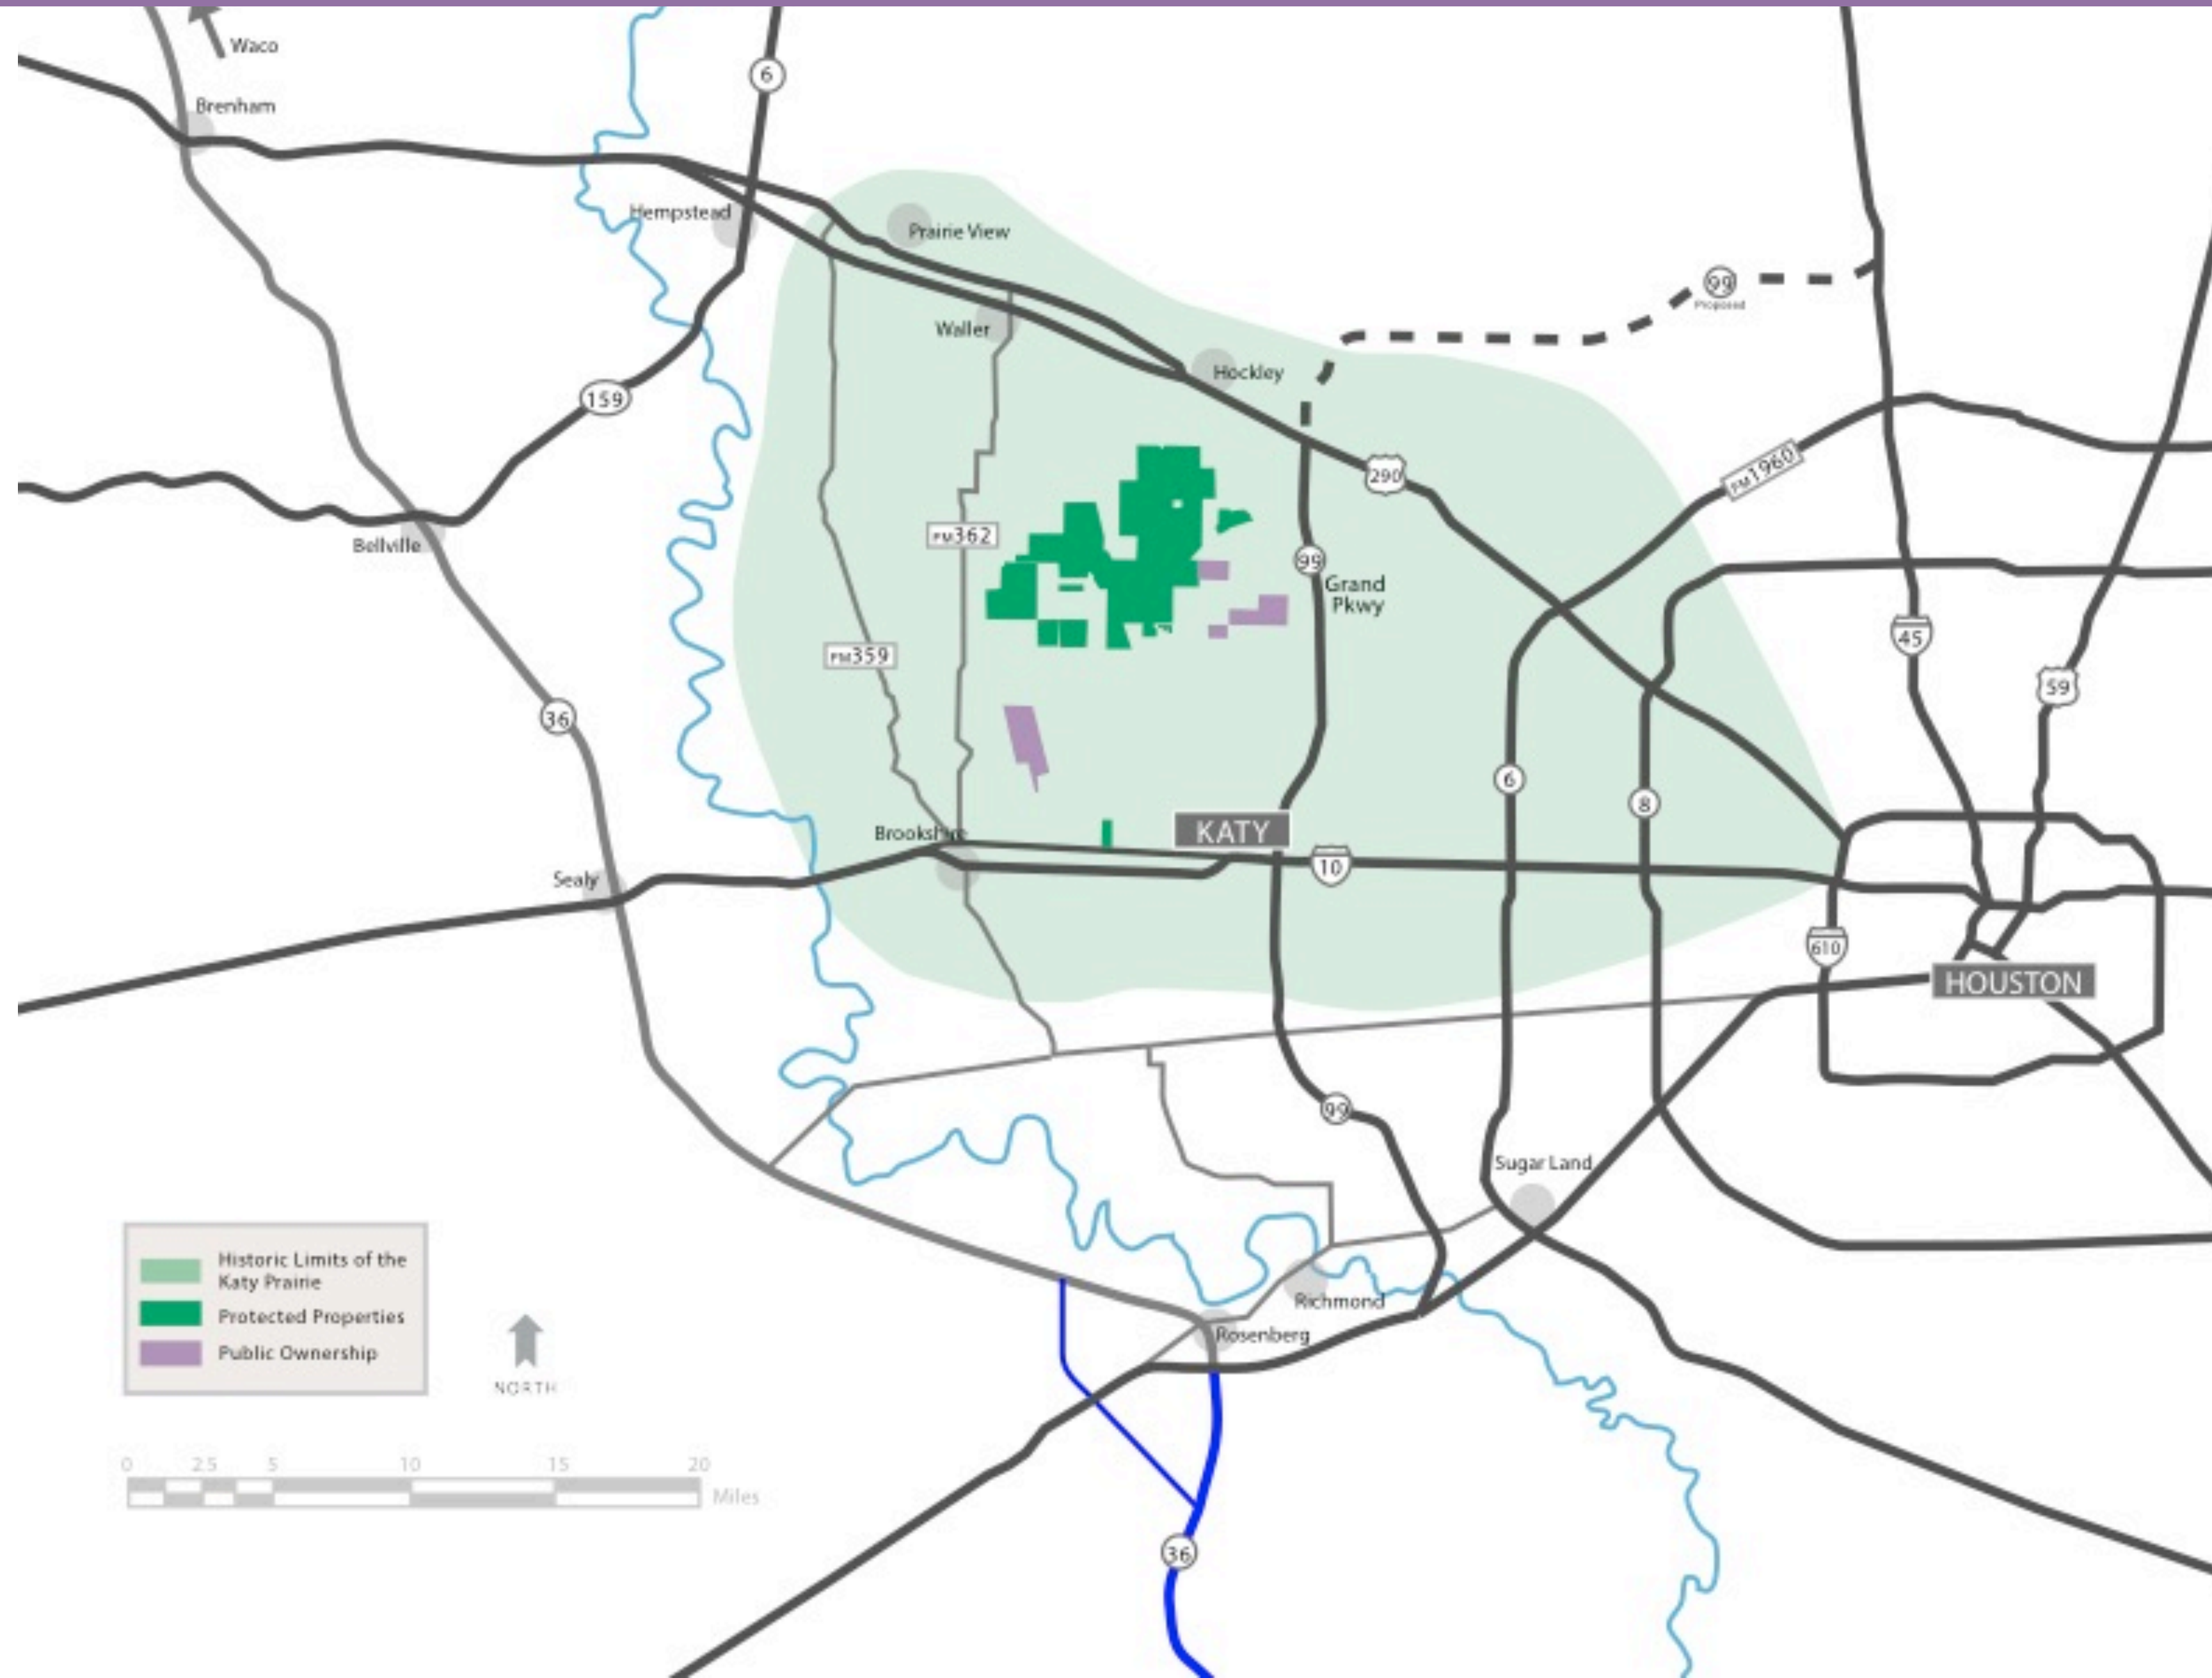 Waco
6
Brenham
Hempstead
Prairie View
99
Proposed
Waller
Hockley
159
FM1960
290
FM362
Bellville
99
Grand
Pkwy
45
FM359
59
36
6
8
KATY
Brookshire
10
Sealy
610
HOUSTON
99
Sugar Land
Historic Limits of the
Katy Prairie
Protected Properties
Public Ownership
NORTH
Richmond
Rosenberg
0 2.5 5 10 15 20
Miles
36